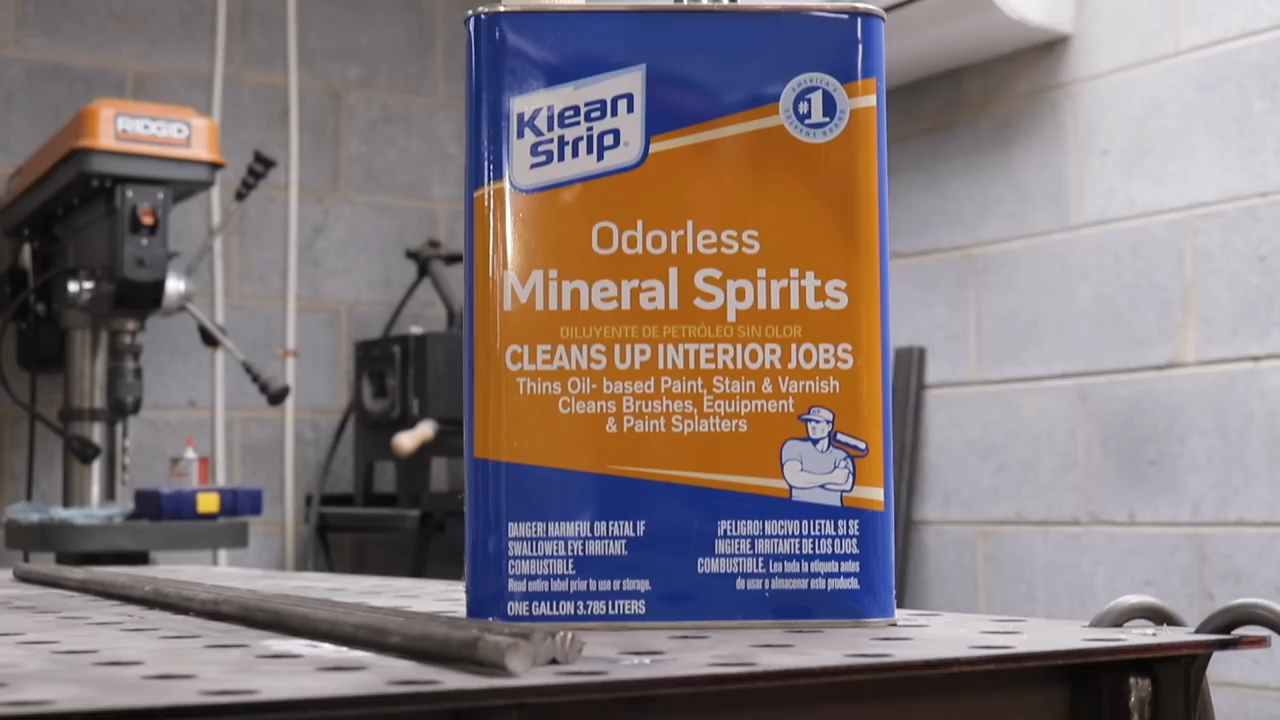 RIDGID
Klean
Strip®
AMERICA'S
#1
SOLVENT BRAND
Odorless
Mineral Spirits
DILUYENTE DE PETRÓLEO SIN OLOR
CLEANS UP INTERIOR JOBS
Thins Oil- based Paint, Stain & Varnish
Cleans Brushes, Equipment
& Paint Splatters
DANGER! HARMFUL OR FATAL IF
SWALLOWED. EYE IRRITANT.
COMBUSTIBLE.
Read entire label prior to use or storage.
ONE GALLON 3.785 LITERS
¡PELIGRO! NOCIVO O LETAL SI SE
INGIERE. IRRITANTE DE LOS OJOS.
COMBUSTIBLE. Lea toda la etiqueta antes
de usar o almacenar este producto.